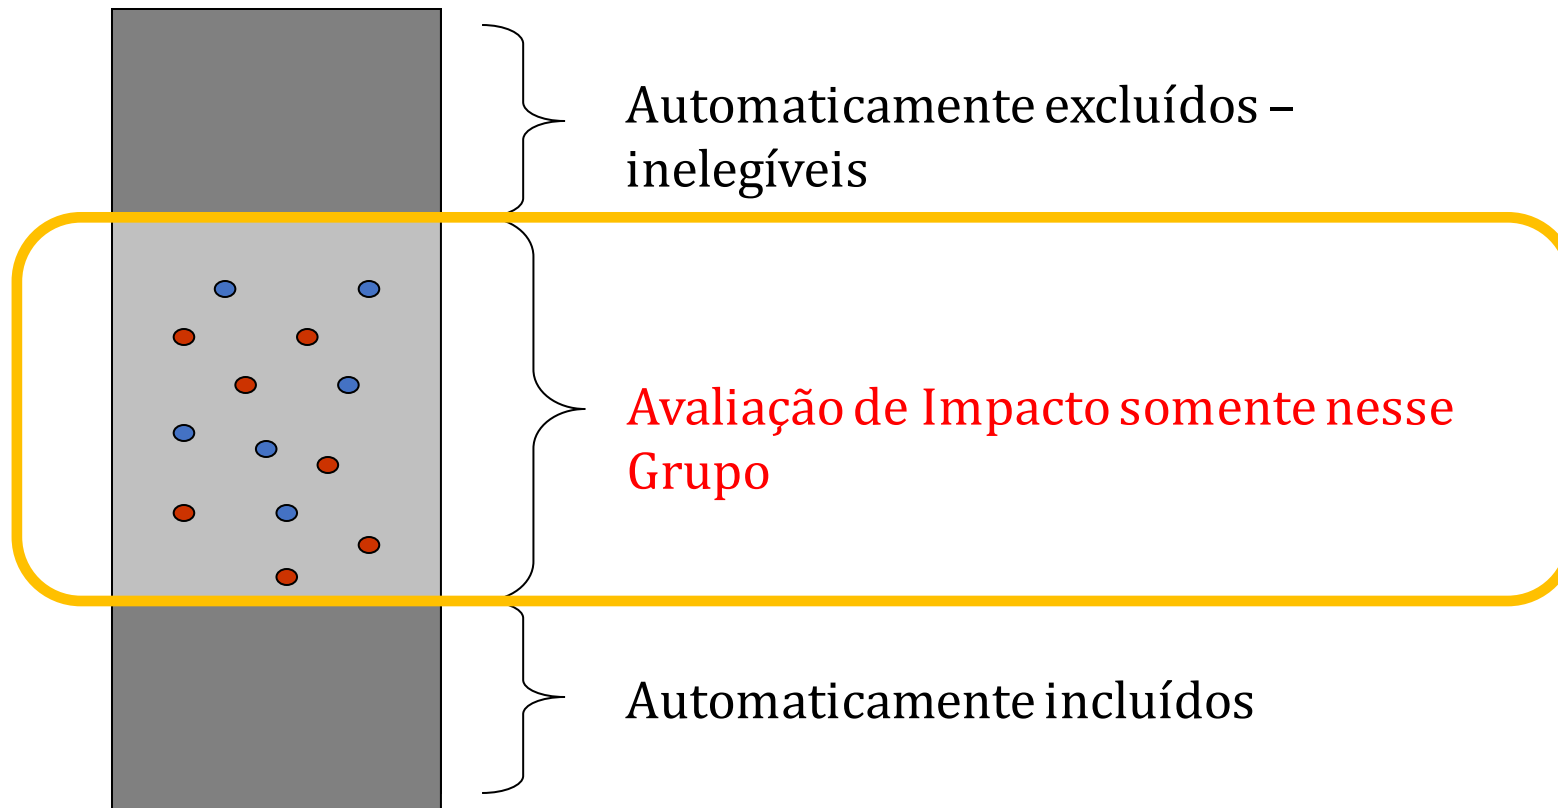 Automaticamente excluídos –
inelegíveis
Avaliação de Impacto somente nesse
Grupo
Automaticamente incluídos